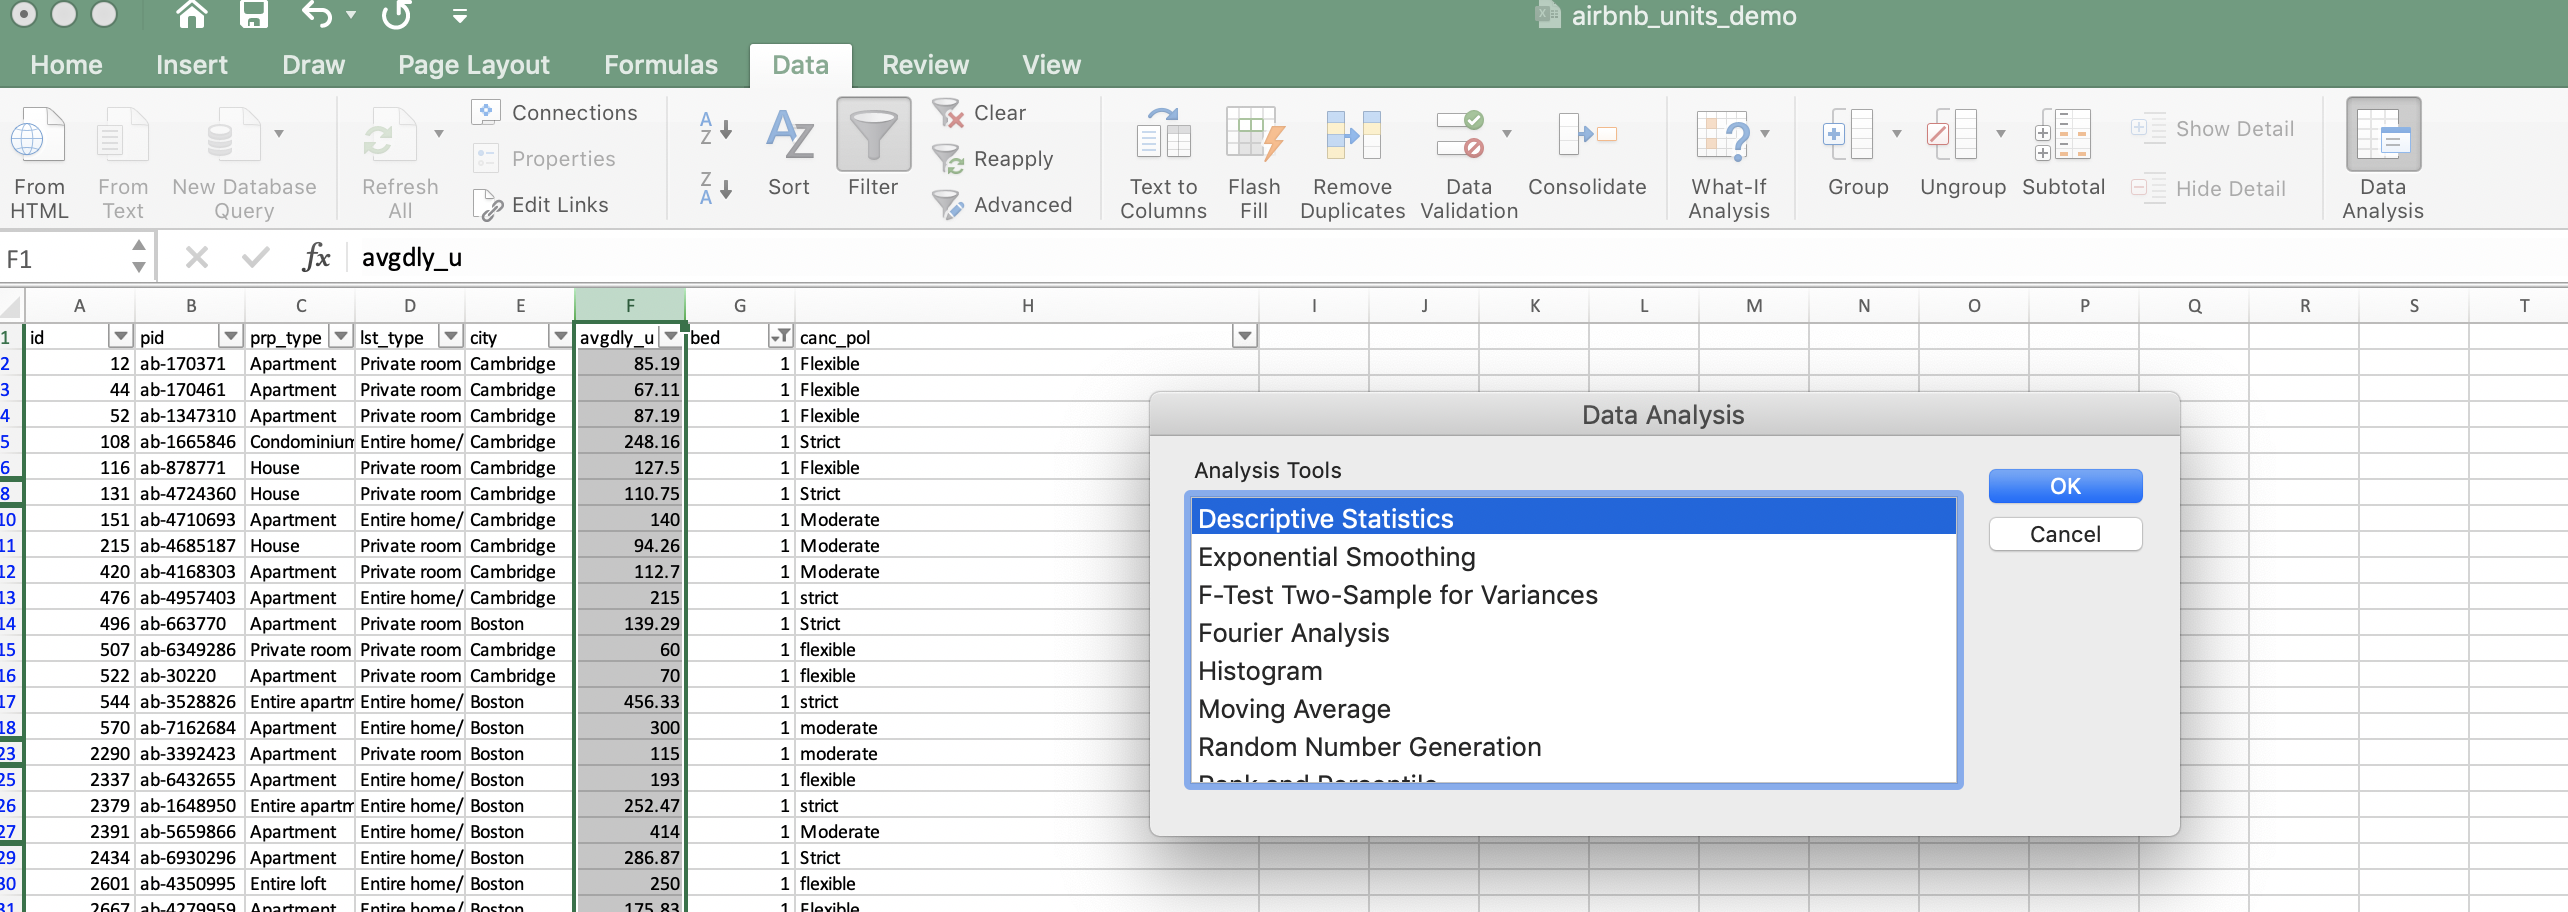 airbnb_units_demo
Home Insert Draw Page Layout Formulas Data Review View
From HTML
From Text
New Database Query
Refresh All
Connections
Properties
Edit Links
A Z
Z A
Sort
Filter
Clear
Reapply
Advanced
Text to Columns
Flash Fill
Remove Duplicates
Data Validation
Consolidate
What-If Analysis
Group
Ungroup
Subtotal
Show Detail
Hide Detail
Data Analysis
F1 fx avgdly_u
A B C D E F G H I J K L M N O P Q R S T
1 id pid prp_type lst_type city avgdly_u bed canc_pol
2 12 ab-170371 Apartment Private room Cambridge 85.19 1 Flexible
3 44 ab-170461 Apartment Private room Cambridge 67.11 1 Flexible
4 52 ab-1347310 Apartment Private room Cambridge 87.19 1 Flexible
5 108 ab-1665846 Condominium Entire home/ Cambridge 248.16 1 Strict
6 116 ab-878771 House Private room Cambridge 127.5 1 Flexible
8 131 ab-4724360 House Private room Cambridge 110.75 1 Strict
10 151 ab-4710693 Apartment Entire home/ Cambridge 140 1 Moderate
11 215 ab-4685187 House Private room Cambridge 94.26 1 Moderate
12 420 ab-4168303 Apartment Private room Cambridge 112.7 1 Moderate
13 476 ab-4957403 Apartment Entire home/ Cambridge 215 1 strict
14 496 ab-663770 Apartment Private room Boston 139.29 1 Strict
15 507 ab-6349286 Private room Private room Cambridge 60 1 flexible
16 522 ab-30220 Apartment Private room Cambridge 70 1 flexible
17 544 ab-3528826 Entire apartm Entire home/ Boston 456.33 1 strict
18 570 ab-7162684 Apartment Entire home/ Boston 300 1 moderate
23 2290 ab-3392423 Apartment Private room Boston 115 1 moderate
25 2337 ab-6432655 Apartment Entire home/ Boston 193 1 flexible
26 2379 ab-1648950 Entire apartm Entire home/ Boston 252.47 1 strict
27 2391 ab-5659866 Apartment Entire home/ Boston 414 1 Moderate
29 2434 ab-6930296 Apartment Entire home/ Boston 286.87 1 Strict
30 2601 ab-4350995 Entire loft Entire home/ Boston 250 1 flexible
31 2667 ab-4279959 Apartment Entire home/ Boston 175.83 1 Flexible
Data Analysis
Analysis Tools
Descriptive Statistics
Exponential Smoothing
F-Test Two-Sample for Variances
Fourier Analysis
Histogram
Moving Average
Random Number Generation
Rank and Percentile
OK
Cancel